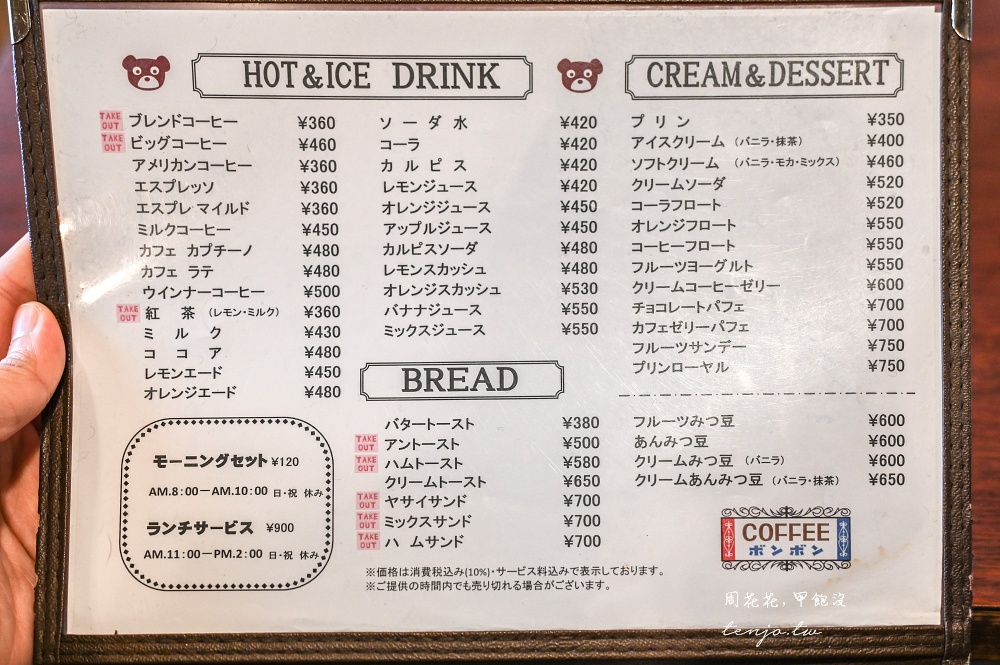 HOT&ICE DRINK
TAKE OUT ブレンドコーヒー ¥360
TAKE OUT ビッグコーヒー ¥460
アメリカンコーヒー ¥360
エスプレッソ ¥360
エスプレ・マイルド ¥360
ミルクコーヒー ¥450
カフェ カプチーノ ¥480
カフェ ラテ ¥480
ウインナーコーヒー ¥500
TAKE OUT 紅 茶 (レモン・ミルク) ¥360
ミ ル ク ¥430
コ コ ア ¥480
レモンエード ¥450
オレンジエード ¥480
ソ ー ダ 水 ¥420
コーラ ¥420
カ ル ピ ス ¥420
レモンジュース ¥420
オレンジジュース ¥450
アップルジュース ¥450
カルピスソーダ ¥480
レモンスカッシュ ¥480
オレンジスカッシュ ¥530
バナナジュース ¥550
ミックスジュース ¥550
モーニングセット ¥120
AM.8:00ーAM.10:00 日・祝 休み
ランチサービス ¥900
AM.11:00ーPM.2:00 日・祝 休み
BREAD
バタートースト ¥380
TAKE OUT アントースト ¥500
TAKE OUT ハムトースト ¥580
クリームトースト ¥650
TAKE OUT ヤサイサンド ¥700
TAKE OUT ミックスサンド ¥700
TAKE OUT ハ ムサンド ¥700
※価格は消費税込み(10%)・サービス料込みで表示しております。
※ご提供の時間内でも売り切れる場合がございます。
CREAM&DESSERT
プ リ ン ¥350
アイスクリーム (バニラ・抹茶) ¥400
ソフトクリーム (バニラ・モカ・ミックス) ¥460
クリームソーダ ¥520
コーラフロート ¥520
オレンジフロート ¥550
コーヒーフロート ¥550
フルーツヨーグルト ¥550
クリームコーヒーゼリー ¥600
チョコレートパフェ ¥700
カフェゼリーパフェ ¥700
フルーツサンデー ¥750
プリンローヤル ¥750
フルーツみつ豆 ¥600
あんみつ豆 ¥600
クリームみつ豆 (バニラ) ¥600
クリームあんみつ豆 (バニラ・抹茶) ¥650
COFFEE
ボンボン
周花花,甲飽沒
tenjo.tw